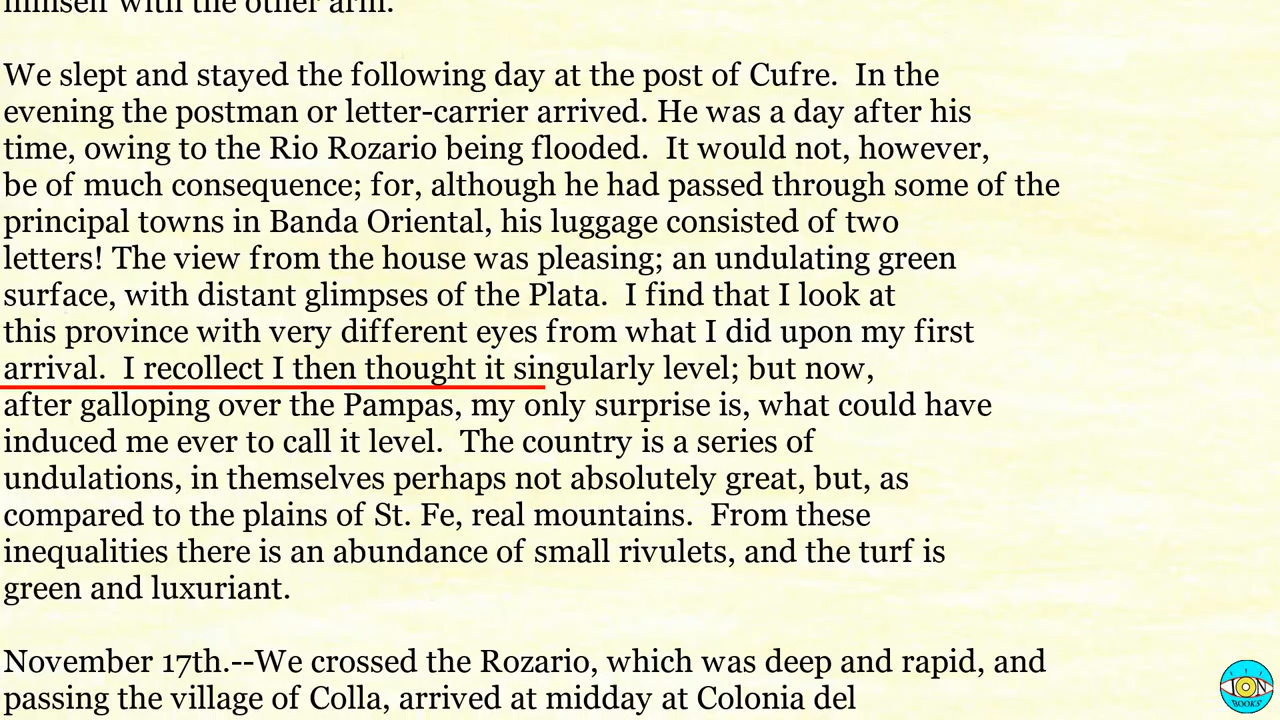 himself with the other arm.
We slept and stayed the following day at the post of Cufre.  In the
evening the postman or letter-carrier arrived. He was a day after his
time, owing to the Rio Rozario being flooded.  It would not, however,
be of much consequence; for, although he had passed through some of the
principal towns in Banda Oriental, his luggage consisted of two
letters! The view from the house was pleasing; an undulating green
surface, with distant glimpses of the Plata.  I find that I look at
this province with very different eyes from what I did upon my first
arrival.  I recollect I then thought it singularly level; but now,
after galloping over the Pampas, my only surprise is, what could have
induced me ever to call it level.  The country is a series of
undulations, in themselves perhaps not absolutely great, but, as
compared to the plains of St. Fe, real mountains.  From these
inequalities there is an abundance of small rivulets, and the turf is
green and luxuriant.
November 17th.--We crossed the Rozario, which was deep and rapid, and
passing the village of Colla, arrived at midday at Colonia del
ION
BOOKS